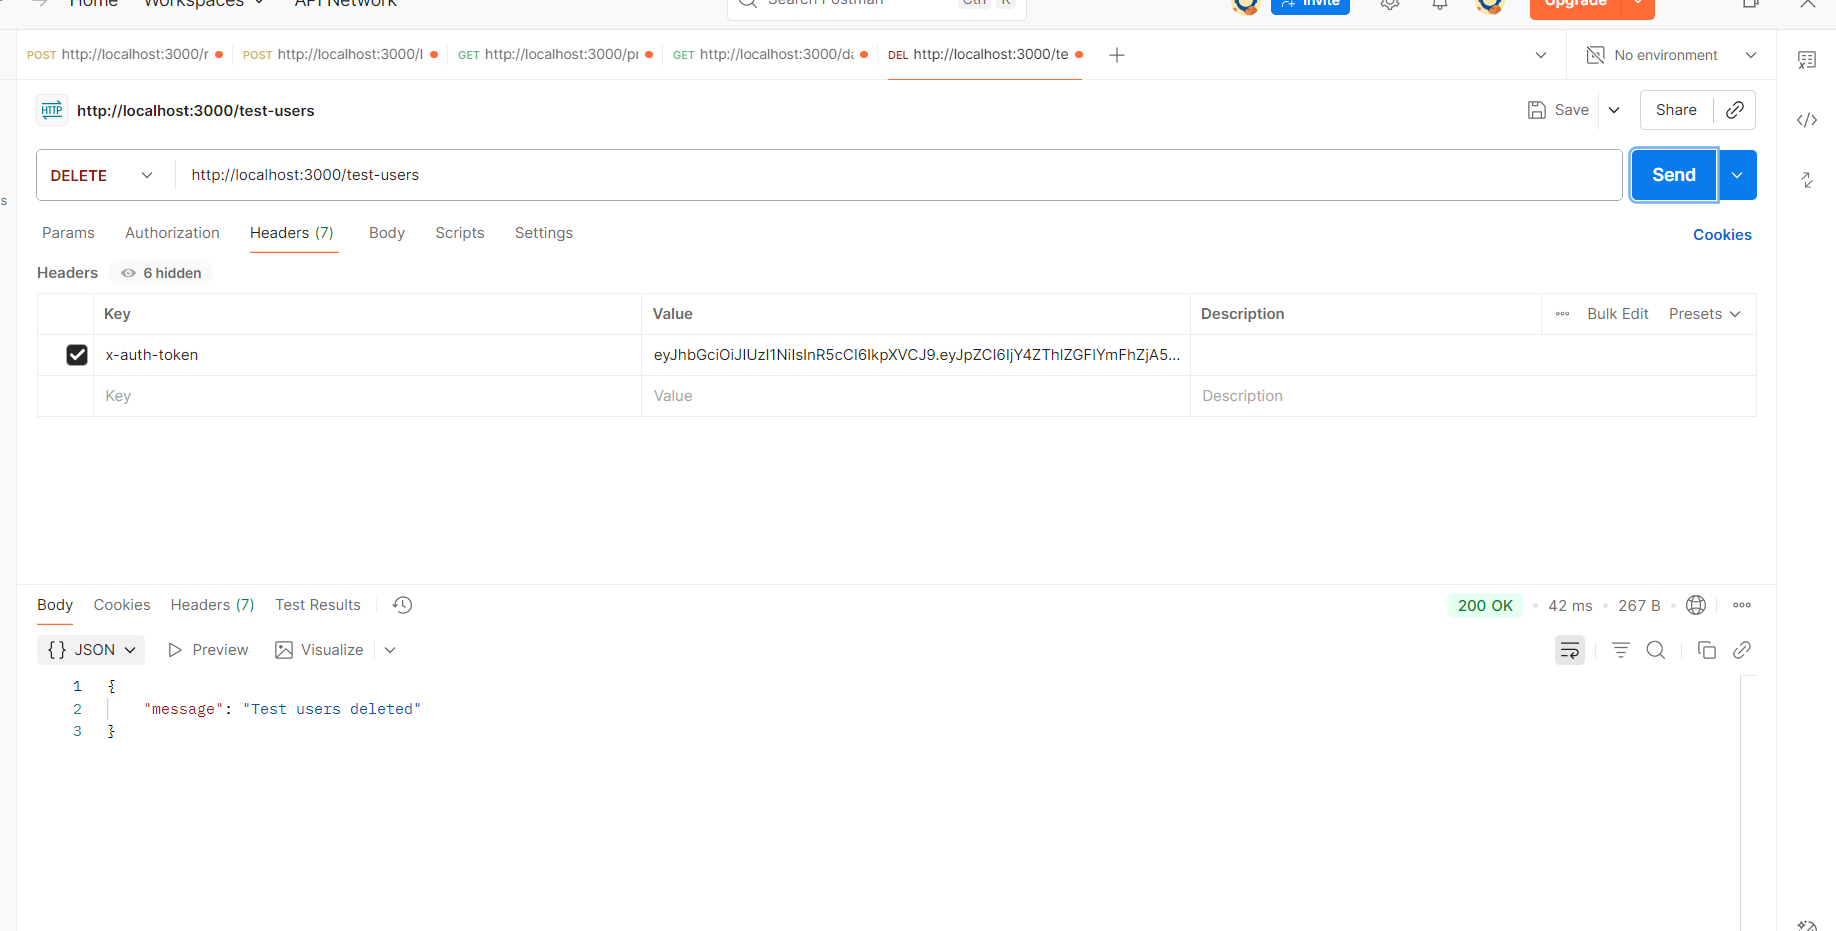 Home Workspaces API Network Search Postman Ctrl K Invite Upgrade
POST http://localhost:3000/r POST http://localhost:3000/l GET http://localhost:3000/pr GET http://localhost:3000/da DEL http://localhost:3000/te No environment
HTTP http://localhost:3000/test-users Save Share
DELETE http://localhost:3000/test-users Send
Params Authorization Headers (7) Body Scripts Settings Cookies
Headers 6 hidden
Key Value Description Bulk Edit Presets
x-auth-token
Key Value Description
Body Cookies Headers (7) Test Results 200 OK 42 ms 267 B
{} JSON Preview Visualize
1 {
2 "message": "Test users deleted"
3 }